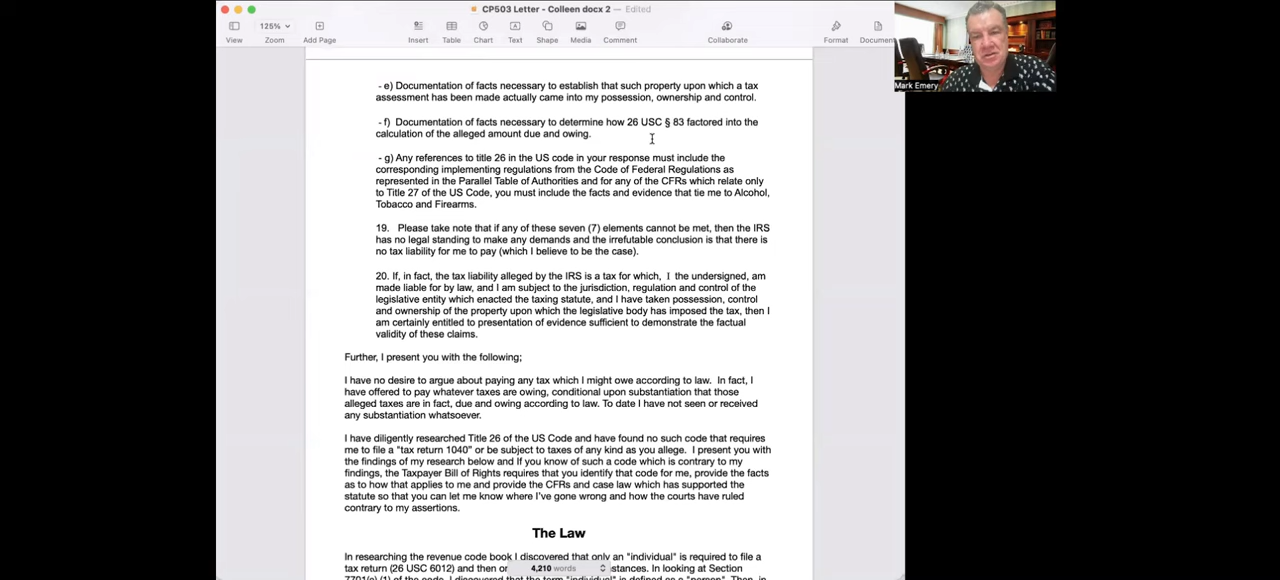 CP503 Letter - Colleen docx 2 — Edited
125%
View
Zoom
Add Page
Insert
Table
Chart
Text
Shape
Media
Comment
Collaborate
Format
Document
Mark Emery
- e) Documentation of facts necessary to establish that such property upon which a tax
assessment has been made actually came into my possession, ownership and control.
- f) Documentation of facts necessary to determine how 26 USC § 83 factored into the
calculation of the alleged amount due and owing.
- g) Any references to title 26 in the US code in your response must include the
corresponding implementing regulations from the Code of Federal Regulations as
represented in the Parallel Table of Authorities and for any of the CFRs which relate only
to Title 27 of the US Code, you must include the facts and evidence that tie me to Alcohol,
Tobacco and Firearms.
19. Please take note that if any of these seven (7) elements cannot be met, then the IRS
has no legal standing to make any demands and the irrefutable conclusion is that there is
no tax liability for me to pay (which I believe to be the case).
20. If, in fact, the tax liability alleged by the IRS is a tax for which, I the undersigned, am
made liable for by law, and I am subject to the jurisdiction, regulation and control of the
legislative entity which enacted the taxing statute, and I have taken possession, control
and ownership of the property upon which the legislative body has imposed the tax, then I
am certainly entitled to presentation of evidence sufficient to demonstrate the factual
validity of these claims.
Further, I present you with the following;
I have no desire to argue about paying any tax which I might owe according to law. In fact, I
have offered to pay whatever taxes are owing, conditional upon substantiation that those
alleged taxes are in fact, due and owing according to law. To date I have not seen or received
any substantiation whatsoever.
I have diligently researched Title 26 of the US Code and have found no such code that requires
me to file a "tax return 1040" or be subject to taxes of any kind as you allege. I present you with
the findings of my research below and If you know of such a code which is contrary to my
findings, the Taxpayer Bill of Rights requires that you identify that code for me, provide the facts
as to how that applies to me and provide the CFRs and case law which has supported the
statute so that you can let me know where I've gone wrong and how the courts have ruled
contrary to my assertions.
The Law
In researching the revenue code book I discovered that only an "individual" is required to file a
tax return (26 USC 6012) and then on
4,210 words
stances. In looking at Section
7701(a) (1) of the code, I discovered that the term "individual" is defined as a "person". Then, in